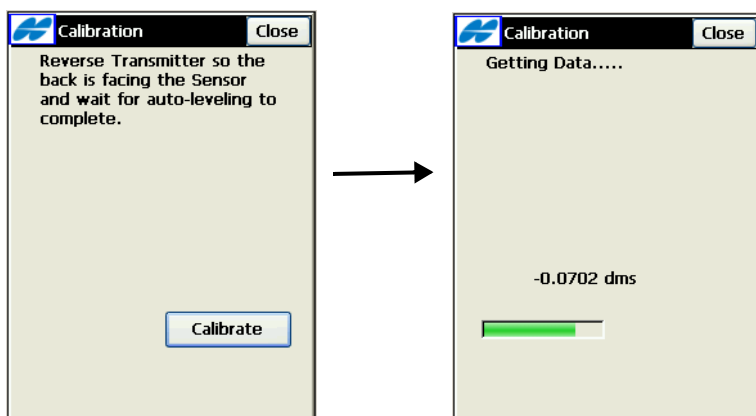 Calibration
Close
Reverse Transmitter so the
back is facing the Sensor
and wait for auto-leveling to
complete.
Calibrate
Calibration
Close
Getting Data.....
-0.0702 dms